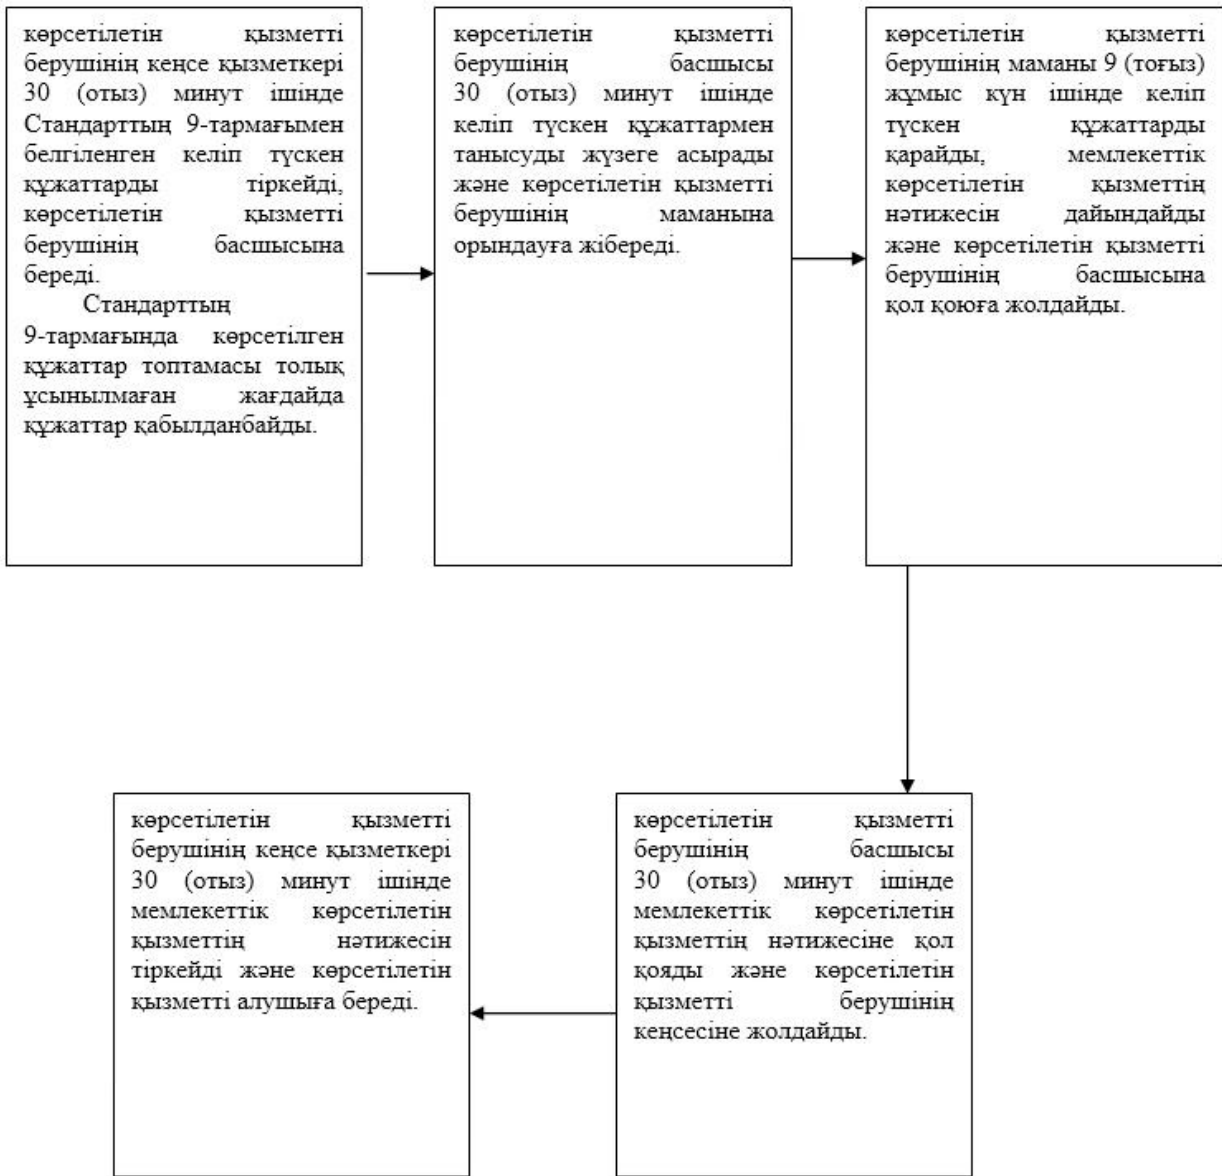 көрсетілетін қызметті
берушінің кеңсе қызметкері
30 (отыз) минут ішінде
Стандарттың 9-тармағымен
белгіленген келіп түскен
құжаттарды тіркейді,
көрсетілетін қызметті
берушінің басшысына
береді.
Стандарттың
9-тармағында көрсетілген
құжаттар топтамасы толық
ұсынылмаған жағдайда
құжаттар қабылданбайды.
көрсетілетін қызметті
берушінің басшысы
30 (отыз) минут ішінде
келіп түскен құжаттармен
танысуды жүзеге асырады
және көрсетілетін қызметті
берушінің маманына
орындауға жібереді.
көрсетілетін қызметті
берушінің маманы 9 (тоғыз)
жұмыс күн ішінде келіп
түскен құжаттарды
қарайды, мемлекеттік
көрсетілетін қызметтің
нәтижесін дайындайды
және көрсетілетін қызметті
берушінің басшысына
қол қоюға жолдайды.
көрсетілетін қызметті
берушінің басшысы
30 (отыз) минут ішінде
мемлекеттік көрсетілетін
қызметтің нәтижесіне қол
қояды және көрсетілетін
қызметті берушінің
кеңсесіне жолдайды.
көрсетілетін қызметті
берушінің кеңсе қызметкері
30 (отыз) минут ішінде
мемлекеттік көрсетілетін
қызметтің нәтижесін
тіркейді және көрсетілетін
қызметті алушыға береді.